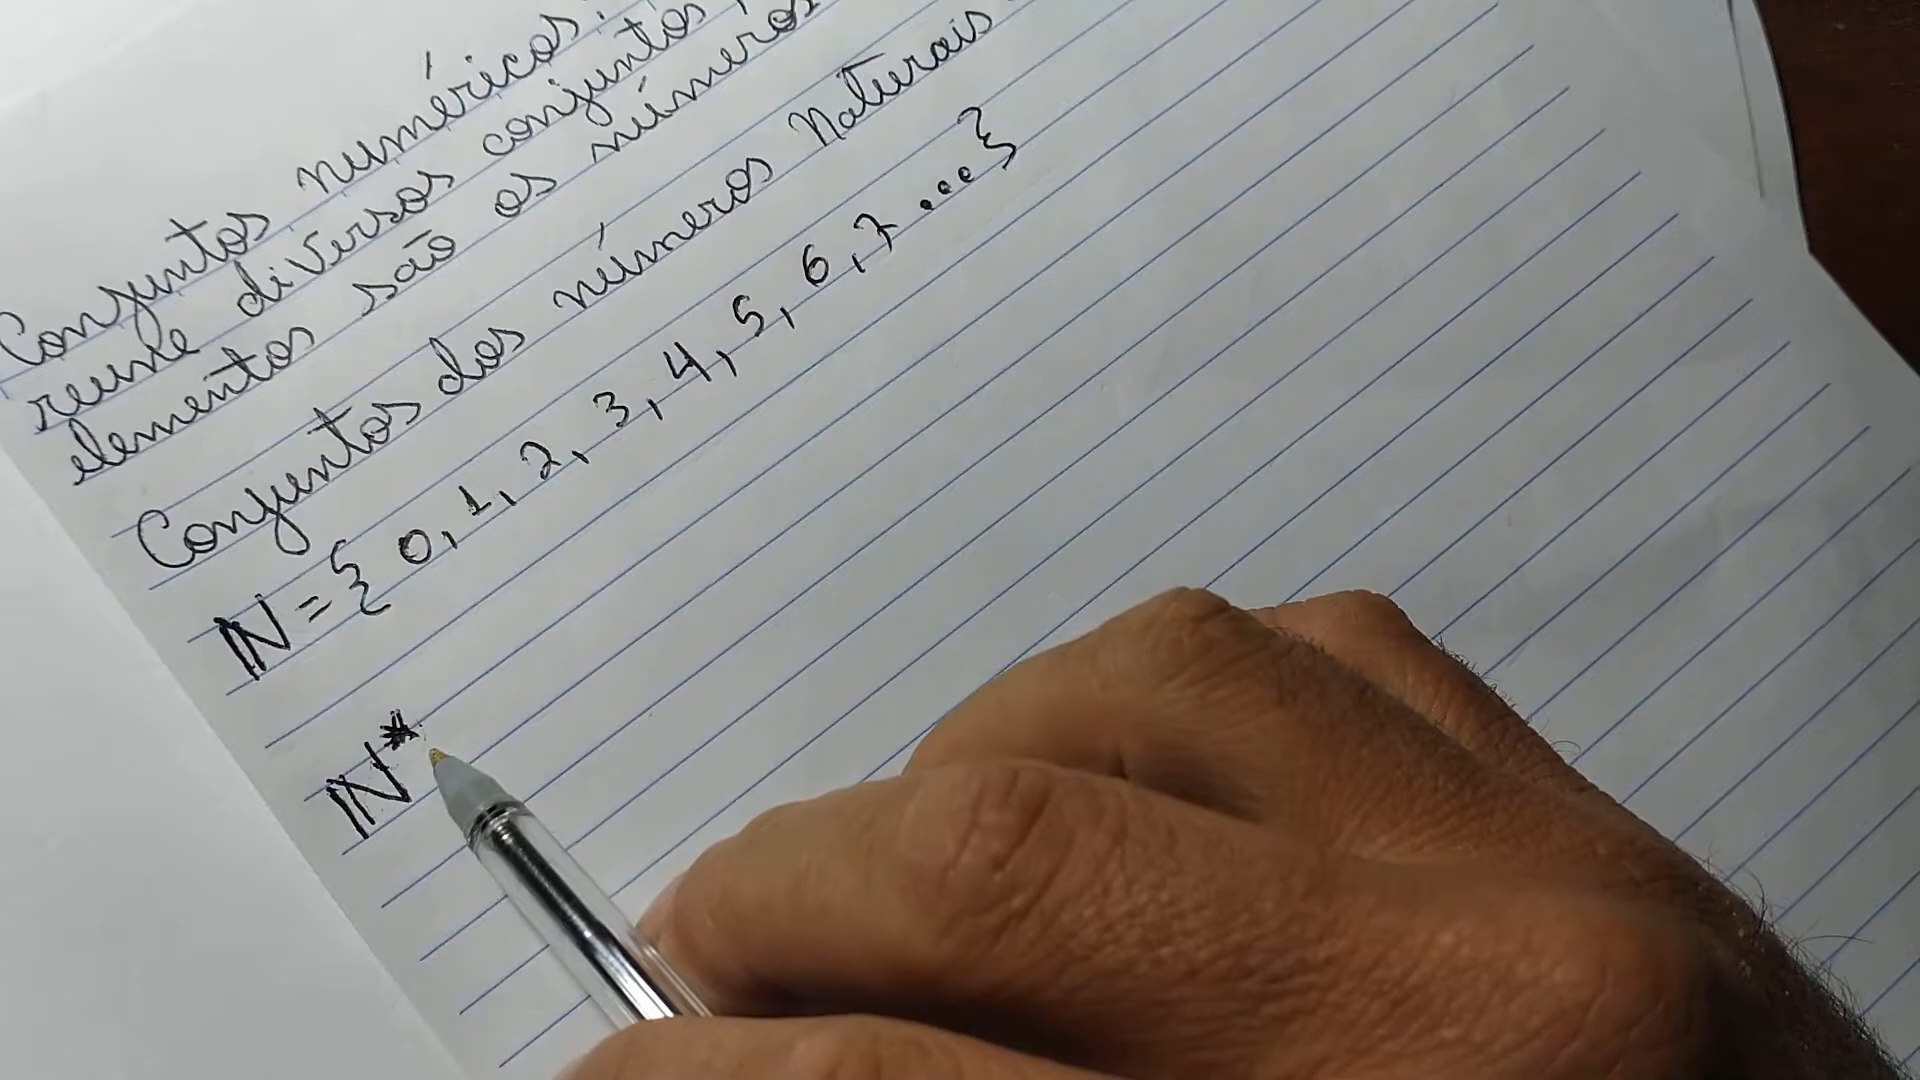 Conjuntos numéricos:
reune diversos conjuntos
elementos são os números
Conjuntos dos números Naturais
ℕ = { 0, 1, 2, 3, 4, 5, 6, 7 ... }
ℕ*